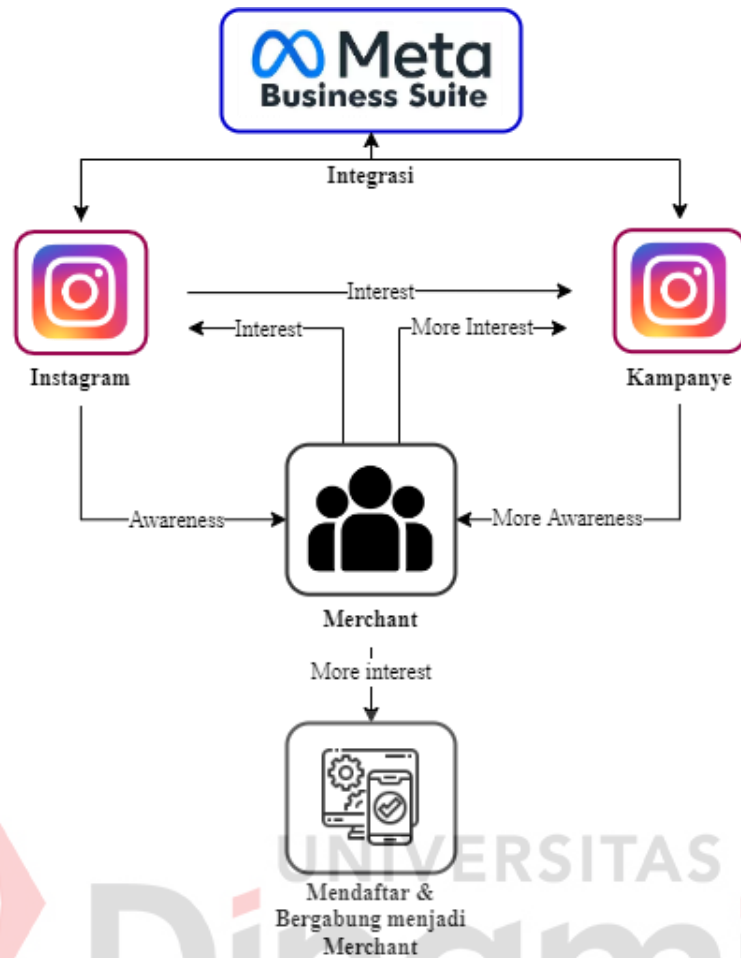 Meta
Business Suite
Integrasi
Interest
Interest
More Interest
Instagram
Kampanye
Awareness
More Awareness
Merchant
More interest
UNIVERSITAS
Mendaftar &
Bergabung menjadi
Merchant